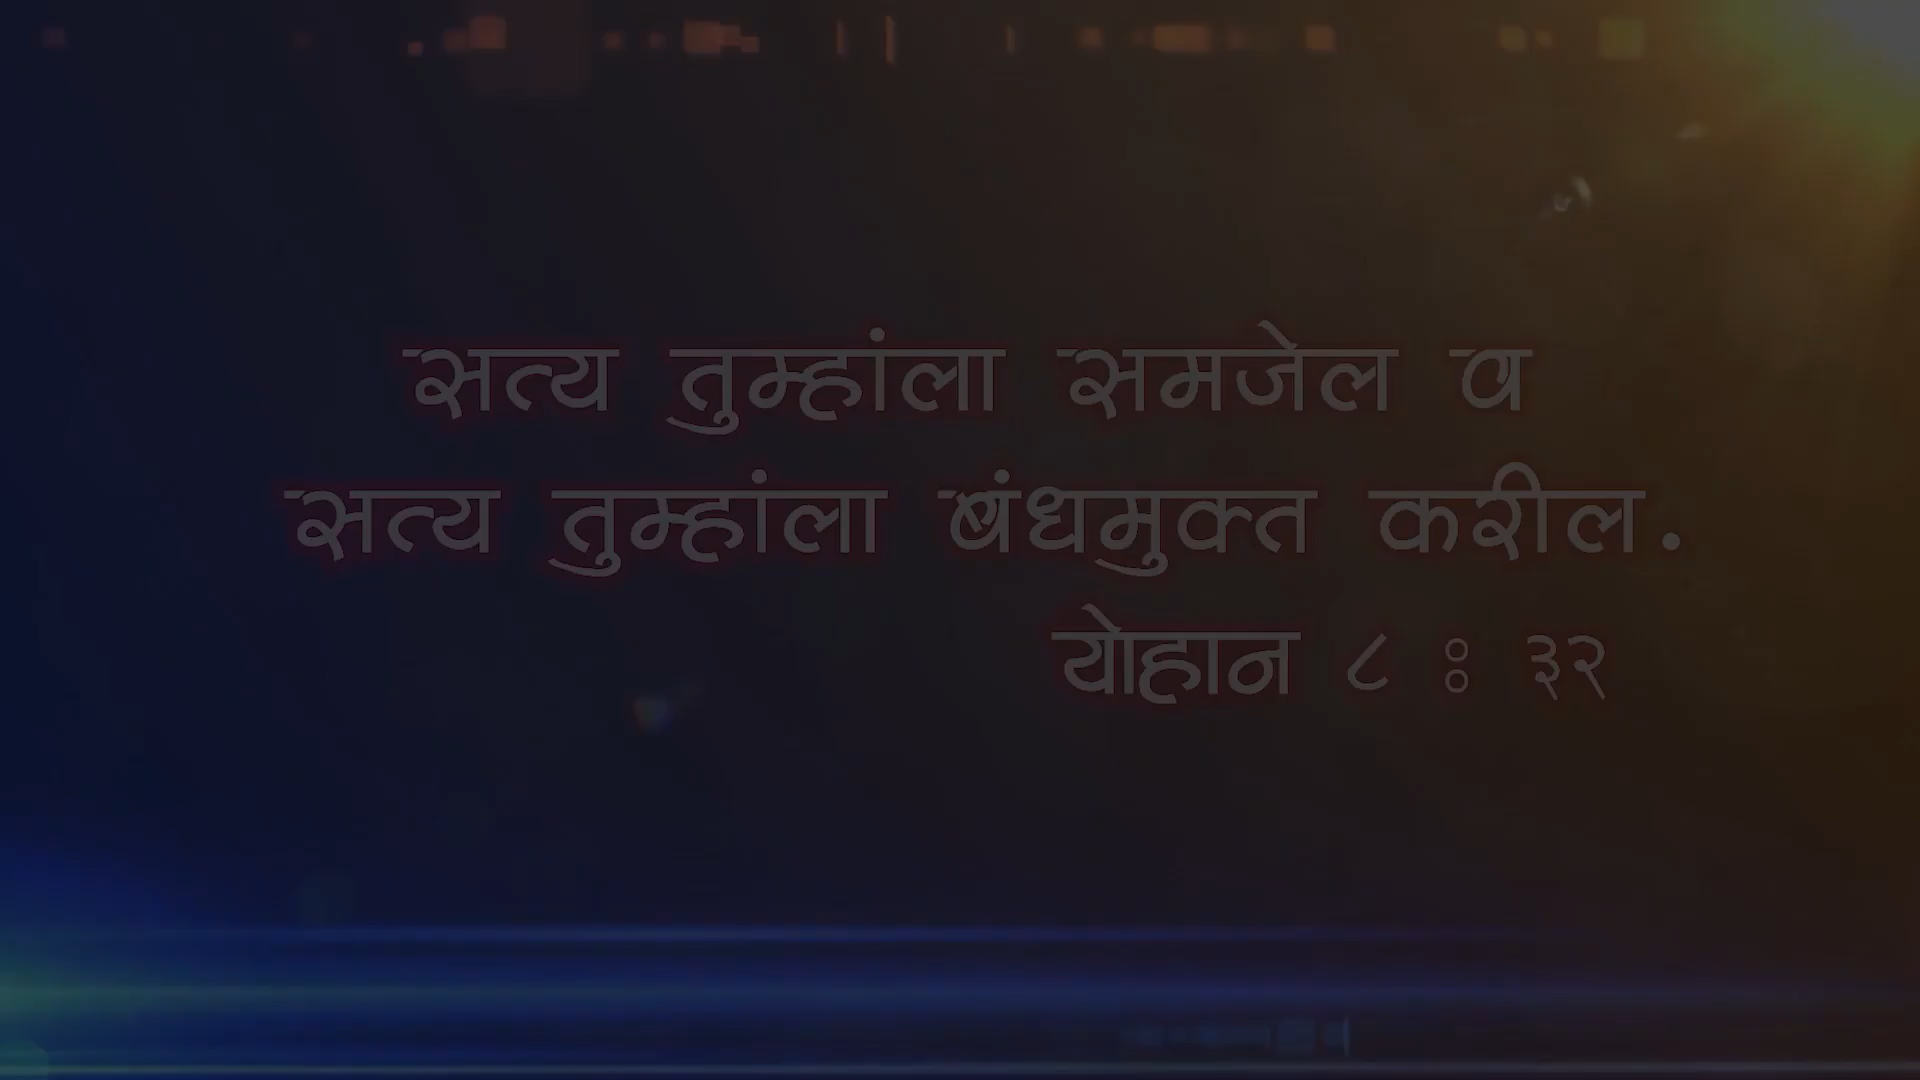 सत्य तुम्हांला समजेल व
सत्य तुम्हांला बंधमुक्त करील.
योहान ८ : ३२